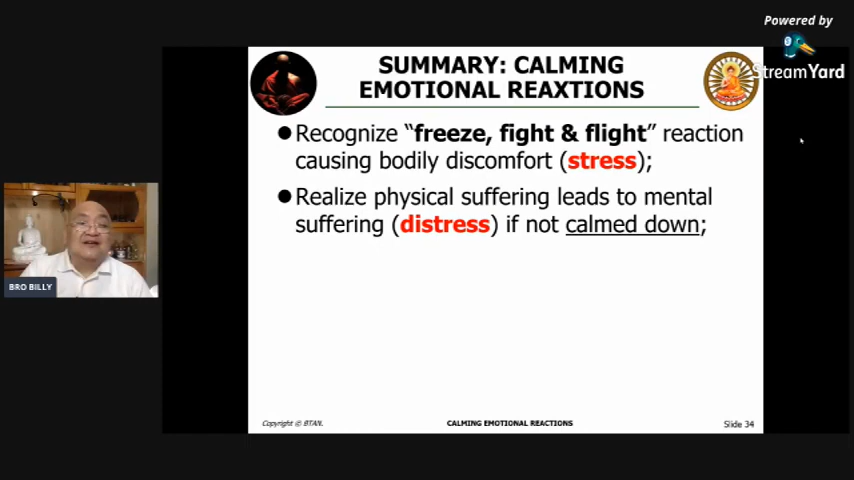 Powered by
StreamYard
SUMMARY: CALMING
EMOTIONAL REAXTIONS
●Recognize “freeze, fight & flight” reaction
causing bodily discomfort (stress);
●Realize physical suffering leads to mental
suffering (distress) if not calmed down;
BRO BILLY
Copyright © BTAN.
CALMING EMOTIONAL REACTIONS
Slide 34